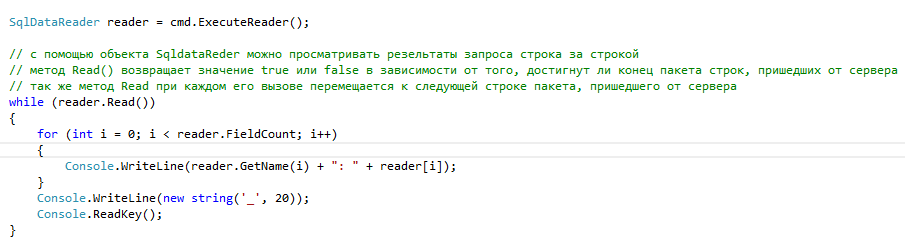 SqlDataReader reader = cmd.ExecuteReader();
// с помощью объекта SqldataReder можно просматривать резельтаты запроса строка за строкой
// метод Read() возвращает значение true или false в зависимости от того, достигнут ли конец пакета строк, пришедших от сервера
// так же метод Read при каждом его вызове перемещается к следующей строке пакета, пришедшего от сервера
while (reader.Read())
{
    for (int i = 0; i < reader.FieldCount; i++)
    {
        Console.WriteLine(reader.GetName(i) + ": " + reader[i]);
    }
    Console.WriteLine(new string('_', 20));
    Console.ReadKey();
}